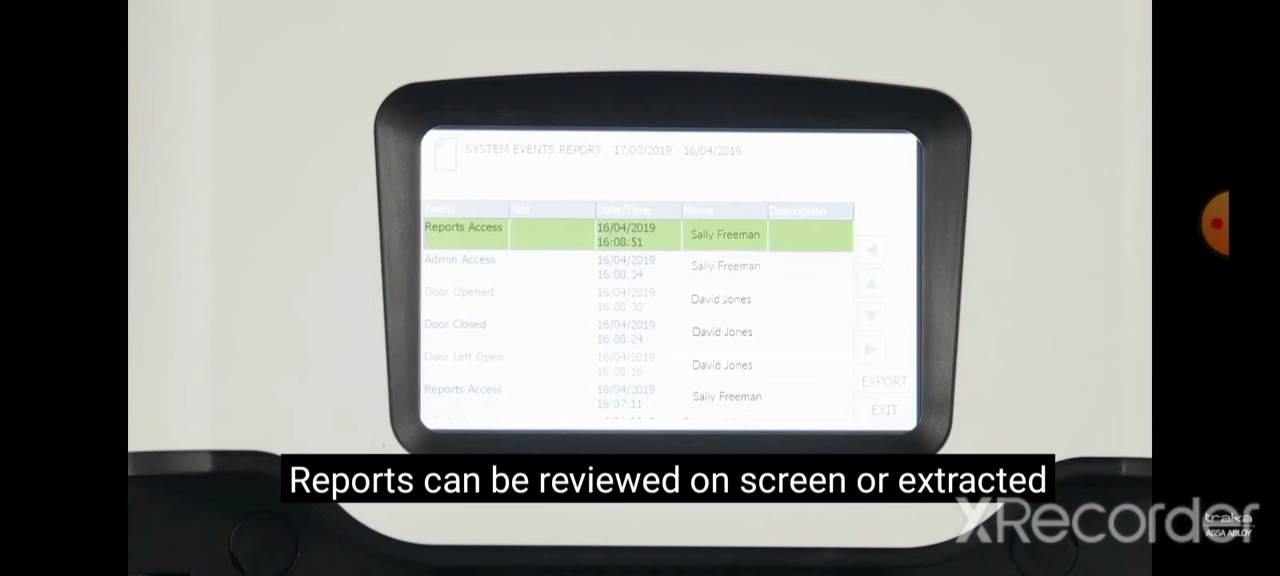 SYSTEM EVENTS REPORT : 17/03/2019 - 16/04/2019
Event Slot Date/Time Name Description
Reports Access 16/04/2019 16:08:51 Sally Freeman
Admin Access 16/04/2019 16:08:34 Sally Freeman
Door Opened 16/04/2019 16:08:30 David Jones
Door Closed 16/04/2019 16:08:24 David Jones
Door Left Open 16/04/2019 16:08:16 David Jones
Reports Access 16/04/2019 16:07:11 Sally Freeman
EXPORT
EXIT
Reports can be reviewed on screen or extracted
XRecorder
traka
ASSA ABLOY